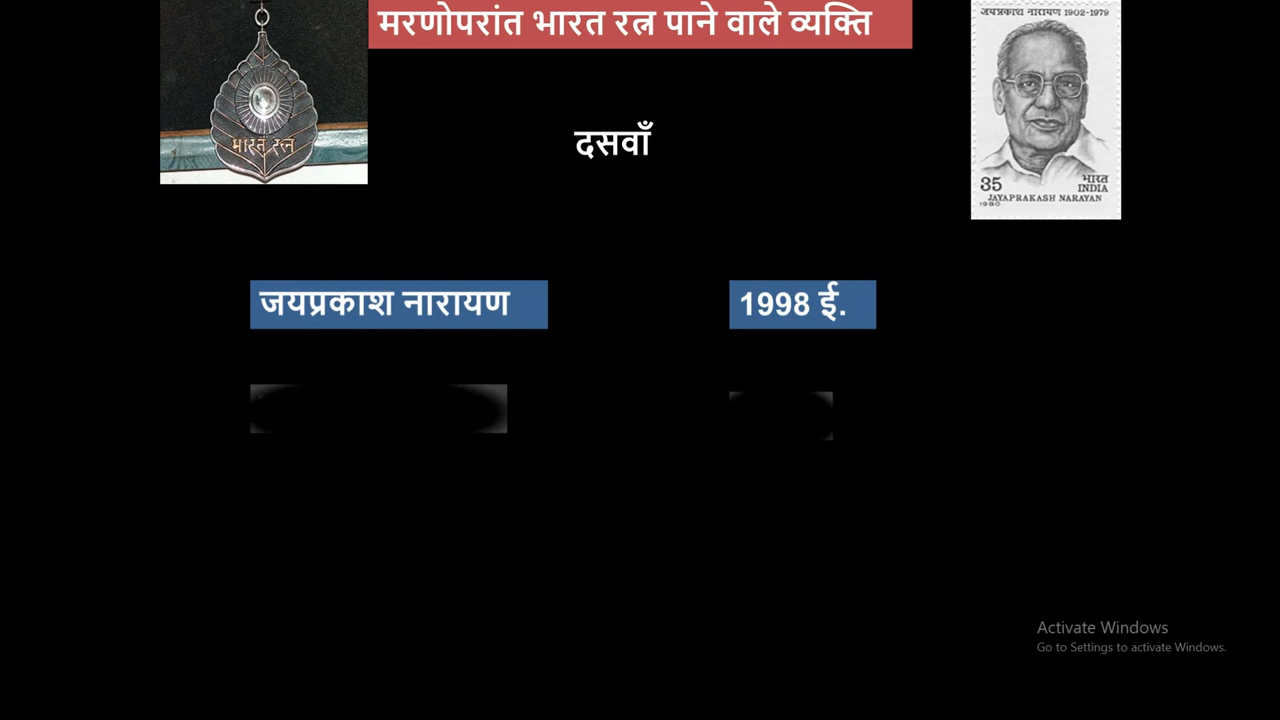 मरणोपरांत भारत रत्न पाने वाले व्यक्ति
भारत रत्न
जयप्रकाश नारायण 1902-1979
35
भारत
INDIA
JAYAPRAKASH NARAYAN
1980
दसवाँ
जयप्रकाश नारायण
1998 ई.
Activate Windows
Go to Settings to activate Windows.